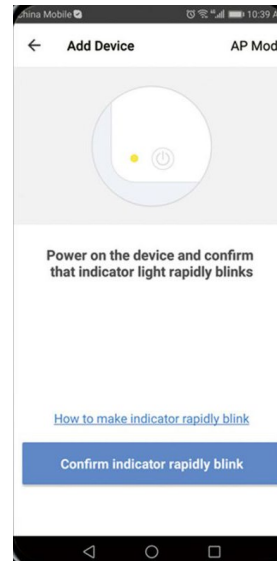 China Mobile 10:39 A
Add Device AP Mod
Power on the device and confirm
that indicator light rapidly blinks
How to make indicator rapidly blink
Confirm indicator rapidly blink